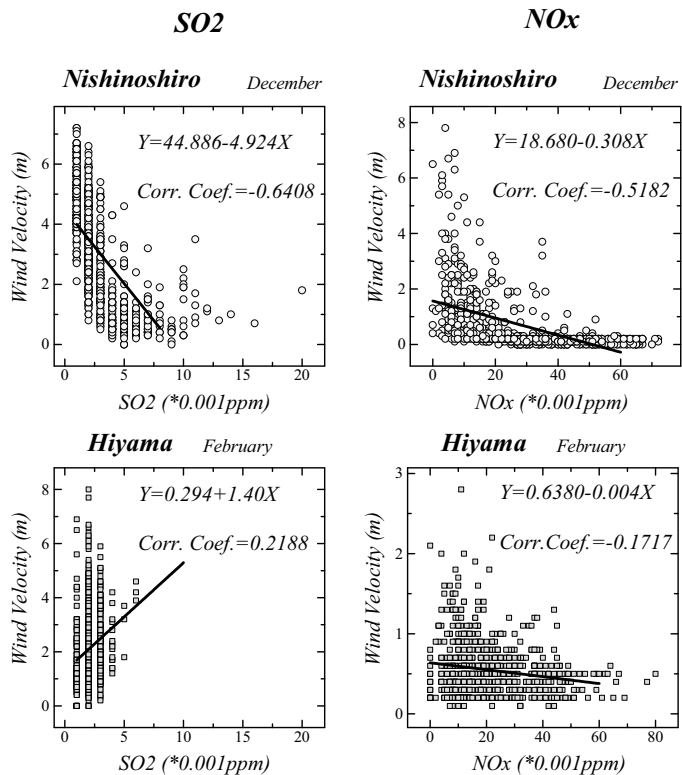 SO2
NOx
Nishinoshiro December
Nishinoshiro December
Y=44.886-4.924X
Corr. Coef.=-0.6408
Wind Velocity (m)
0
2
4
6
8
0
5
10
15
20
SO2 (*0.001ppm)
Y=18.680-0.308X
Corr. Coef.=-0.5182
Wind Velocity (m)
0
2
4
6
8
0
20
40
60
NOx (*0.001ppm)
Hiyama February
Hiyama February
Y=0.294+1.40X
Corr. Coef.=0.2188
Wind Velocity (m)
0
2
4
6
8
0
5
10
15
20
SO2 (*0.001ppm)
Y=0.6380-0.004X
Corr.Coef.=-0.1717
Wind Velocity (m)
0
1
2
3
0
20
40
60
80
NOx (*0.001ppm)